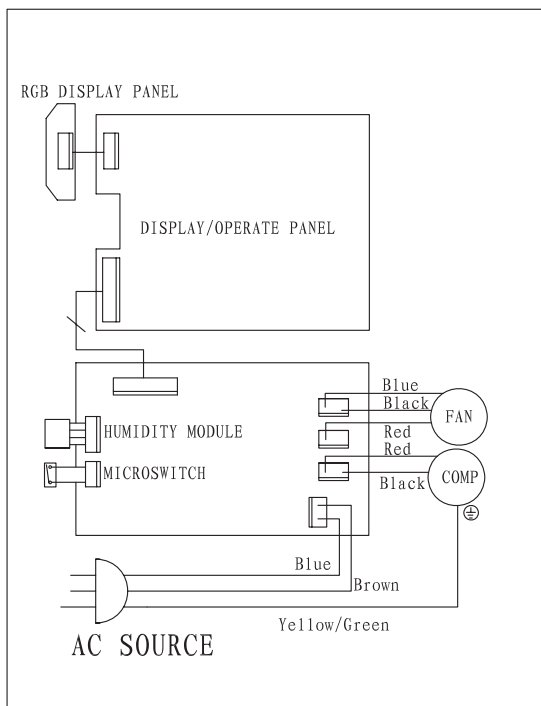 RGB DISPLAY PANEL
DISPLAY/OPERATE PANEL
Blue
Black
FAN
Red
HUMIDITY MODULE
Red
MICROSWITCH
COMP
Black
Blue
Brown
Yellow/Green
AC SOURCE